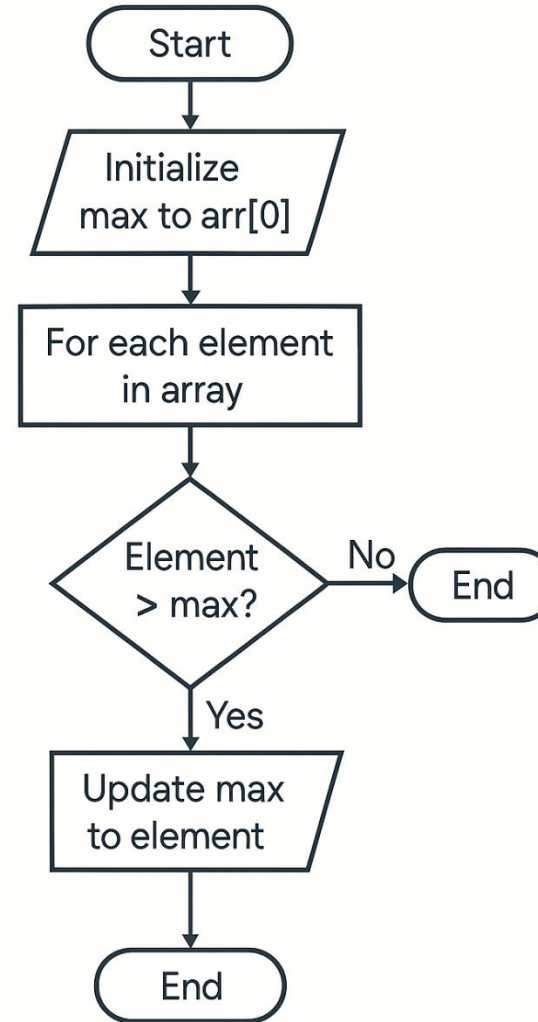 Start
Initialize
max to arr[0]
For each element
in array
Element
> max?
No
End
Yes
Update max
to element
End